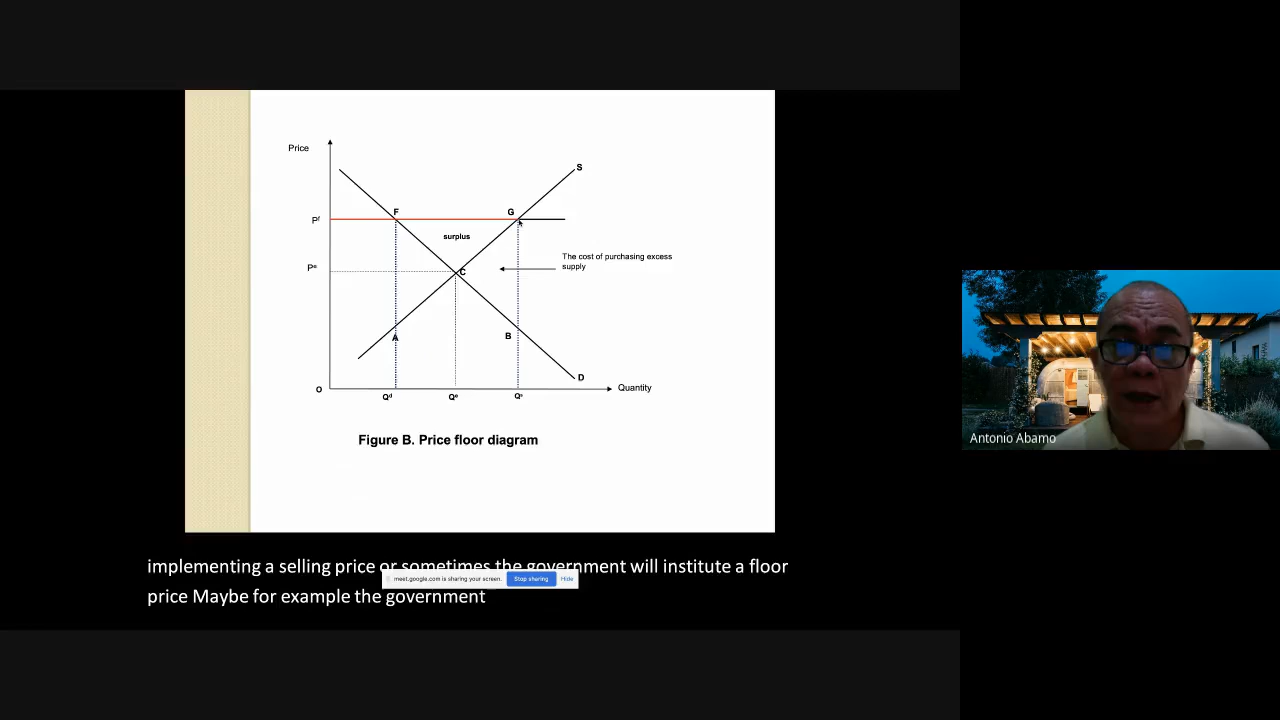 Price
S
F
G
Pᶠ
surplus
The cost of purchasing excess
supply
Pᵉ
C
A
B
D
O
Quantity
Qᵈ
Qᵉ
Qˢ
Figure B. Price floor diagram
Antonio Abamo
implementing a selling price or sometimes the government will institute a floor
meet.google.com is sharing your screen. Stop sharing Hide
price Maybe for example the government